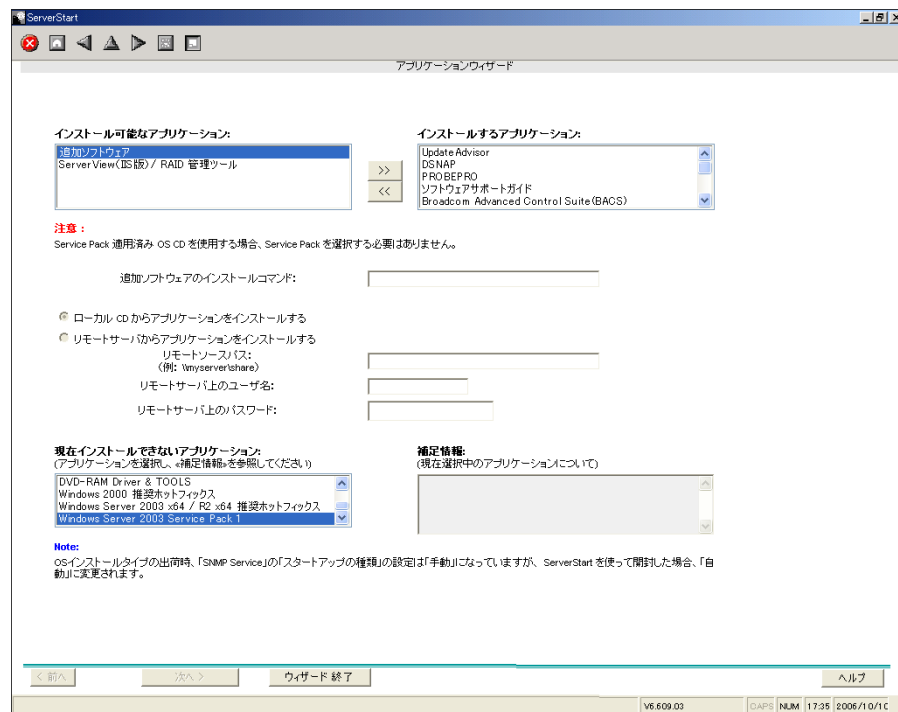 ServerStart
アプリケーションウィザード
インストール可能なアプリケーション:
追加ソフトウェア
ServerView(IIS版)/ RAID 管理ツール
>>
<<
インストールするアプリケーション:
Update Advisor
DSNAP
PROBEPRO
ソフトウェアサポートガイド
Broadcom Advanced Control Suite(BACS)
注意：
Service Pack 適用済み OS CD を使用する場合、Service Pack を選択する必要はありません。
追加ソフトウェアのインストールコマンド:
ローカル CD からアプリケーションをインストールする
リモートサーバからアプリケーションをインストールする
リモートソースパス:
(例: \\myserver\share)
リモートサーバ上のユーザ名:
リモートサーバ上のパスワード:
現在インストールできないアプリケーション:
(アプリケーションを選択し、«補足情報»を参照してください)
DVD-RAM Driver & TOOLS
Windows 2000 推奨ホットフィックス
Windows Server 2003 x64 / R2 x64 推奨ホットフィックス
Windows Server 2003 Service Pack 1
補足情報:
(現在選択中のアプリケーションについて)
Note:
OSインストールタイプの出荷時、「SNMP Service」の「スタートアップの種類」の設定は「手動」になっていますが、 ServerStart を使って開封した場合、「自
動」に変更されます。
< 前へ
次へ >
ウィザード 終了
ヘルプ
V6.609.03
CAPS
NUM
17:35
2006/10/1